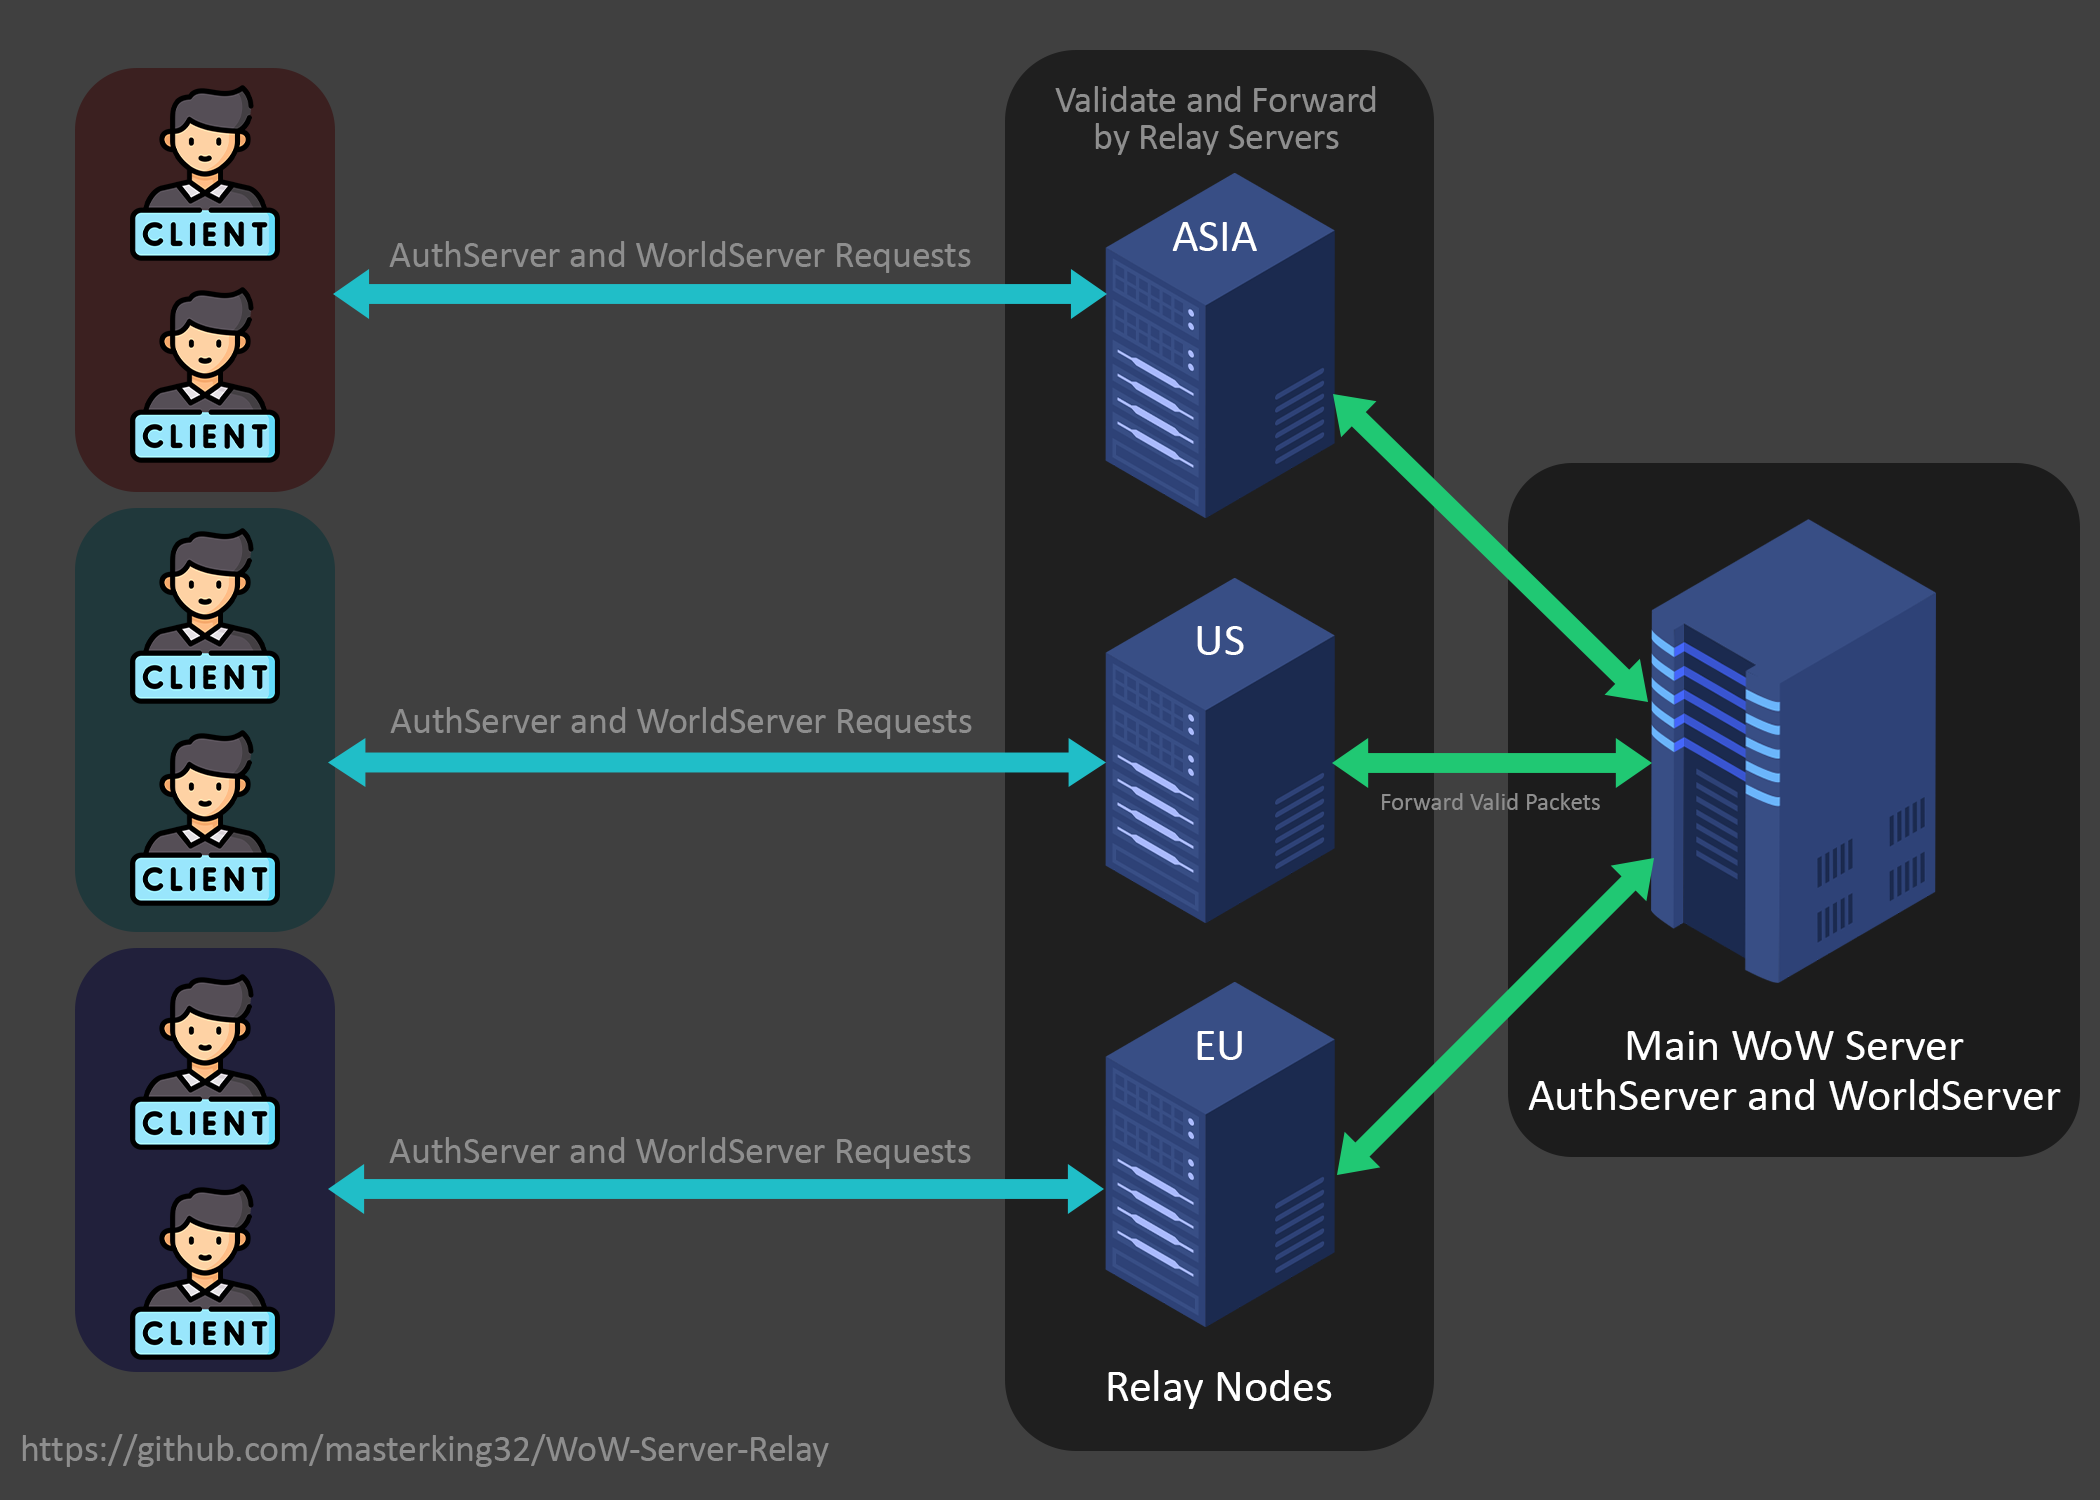 CLIENT
CLIENT
CLIENT
CLIENT
CLIENT
CLIENT
AuthServer and WorldServer Requests
AuthServer and WorldServer Requests
AuthServer and WorldServer Requests
Validate and Forward
by Relay Servers
ASIA
US
EU
Relay Nodes
Forward Valid Packets
Main WoW Server
AuthServer and WorldServer
https://github.com/masterking32/WoW-Server-Relay